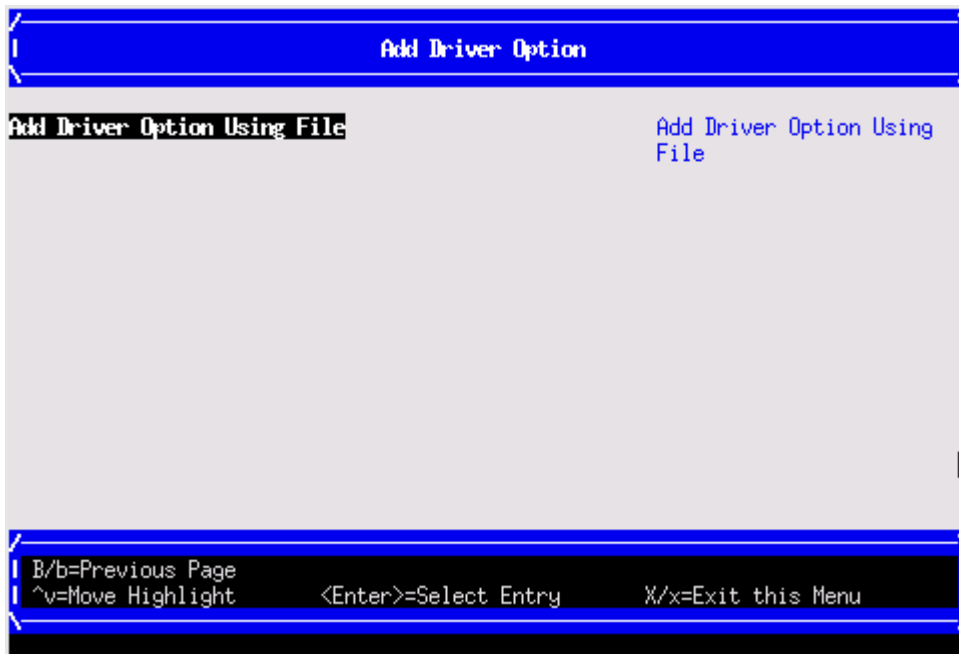 Add Driver Option
Add Driver Option Using File
Add Driver Option Using
File
B/b=Previous Page
^v=Move Highlight <Enter>=Select Entry X/x=Exit this Menu